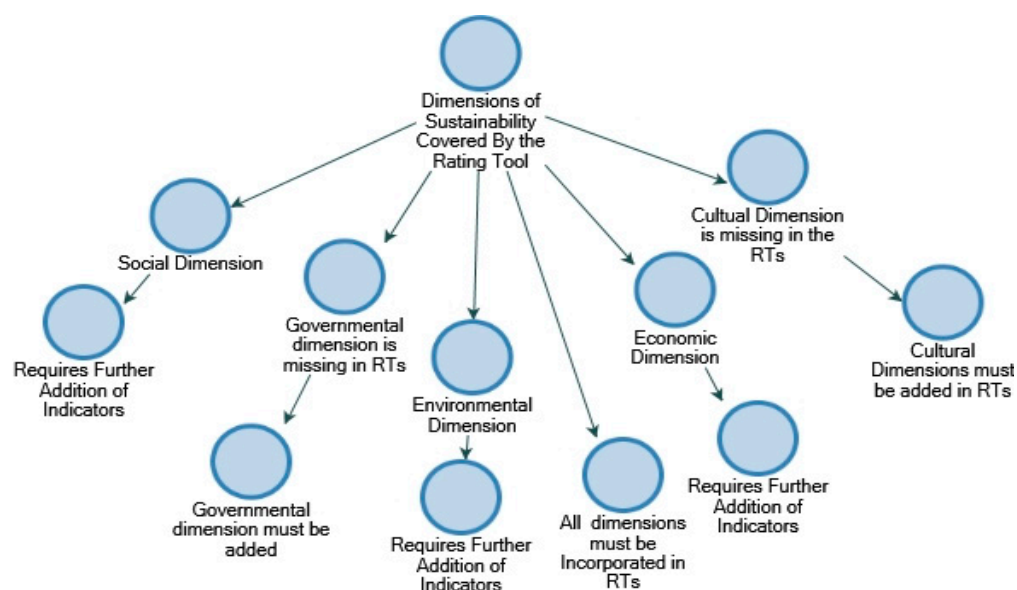 Dimensions of
Sustainability
Covered By the
Rating Tool
Cultual Dimension
is missing in the
RTs
Social Dimension
Governmental
dimension is
missing in RTs
Economic
Dimension
Cultural
Dimensions must
be added in RTs
Requires Further
Addition of
Indicators
Environmental
Dimension
Governmental
dimension must be
added
Requires Further
Addition of
Indicators
All dimensions
must be
Incorporated in
RTs
Requires Further
Addition of
Indicators